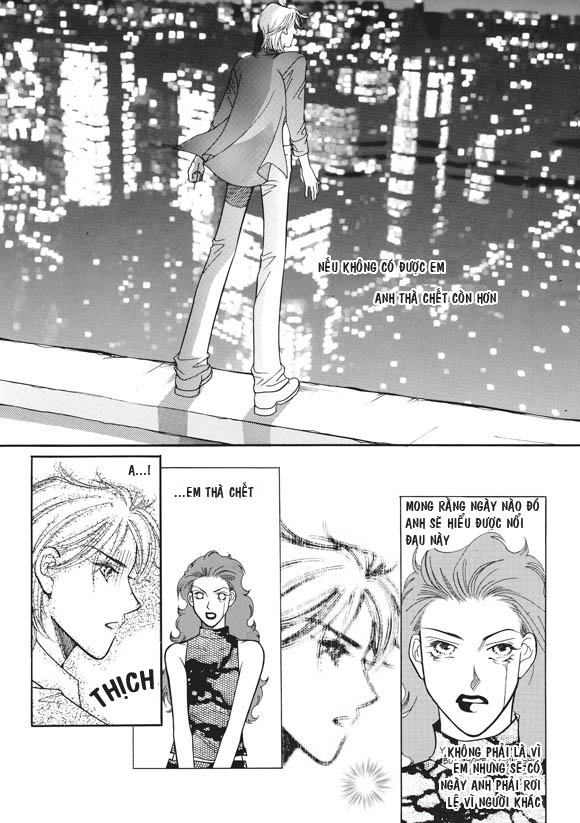 NẾU KHÔNG CÓ ĐƯỢC EM
ANH THÀ CHẾT CÒN HƠN
A...!
...EM THÀ CHẾT
MONG RẰNG NGÀY NÀO ĐÓ
ANH SẼ HIỂU ĐƯỢC NỔI
ĐAU NÀY
THỊCH
KHÔNG PHẢI LÀ VÌ
EM NHƯNG SẼ CÓ
NGÀY ANH PHẢI RƠI
LỆ VÌ NGƯỜI KHÁC